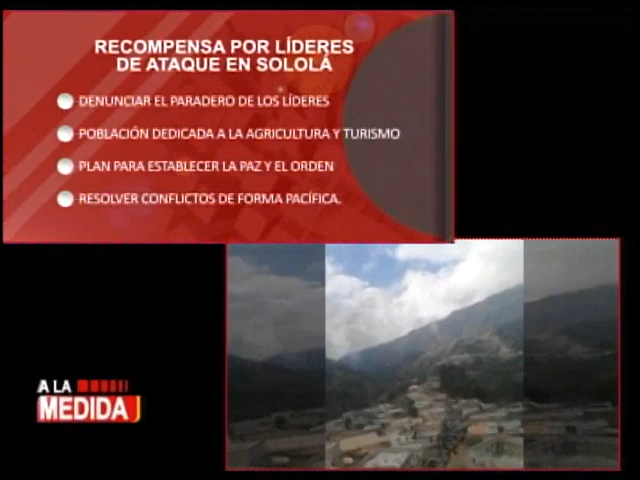 RECOMPENSA POR LÍDERES
DE ATAQUE EN SOLOLÁ
DENUNCIAR EL PARADERO DE LOS LÍDERES
POBLACIÓN DEDICADA A LA AGRICULTURA Y TURISMO
PLAN PARA ESTABLECER LA PAZ Y EL ORDEN
RESOLVER CONFLICTOS DE FORMA PACÍFICA.
A LA
MEDIDA